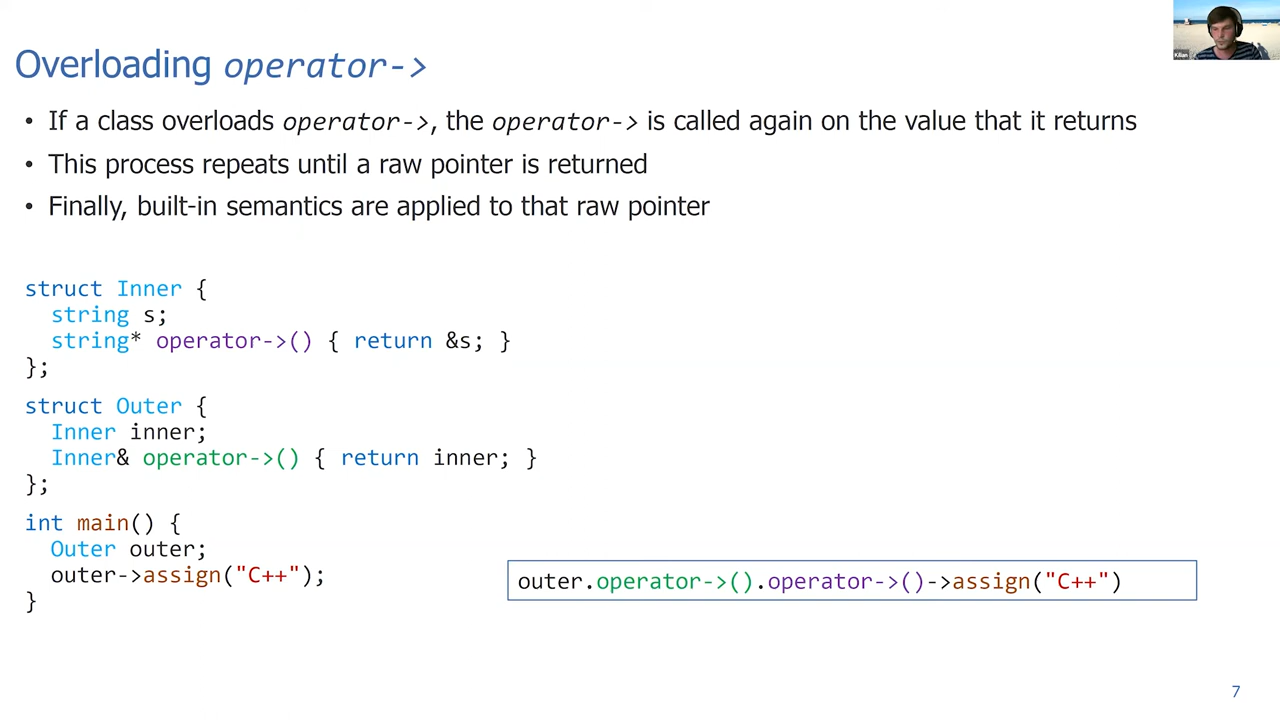 Kilian
Overloading operator->
• If a class overloads operator->, the operator-> is called again on the value that it returns
• This process repeats until a raw pointer is returned
• Finally, built-in semantics are applied to that raw pointer
struct Inner {
  string s;
  string* operator->() { return &s; }
};
struct Outer {
  Inner inner;
  Inner& operator->() { return inner; }
};
int main() {
  Outer outer;
  outer->assign("C++");
}
outer.operator->().operator->()->assign("C++")
7